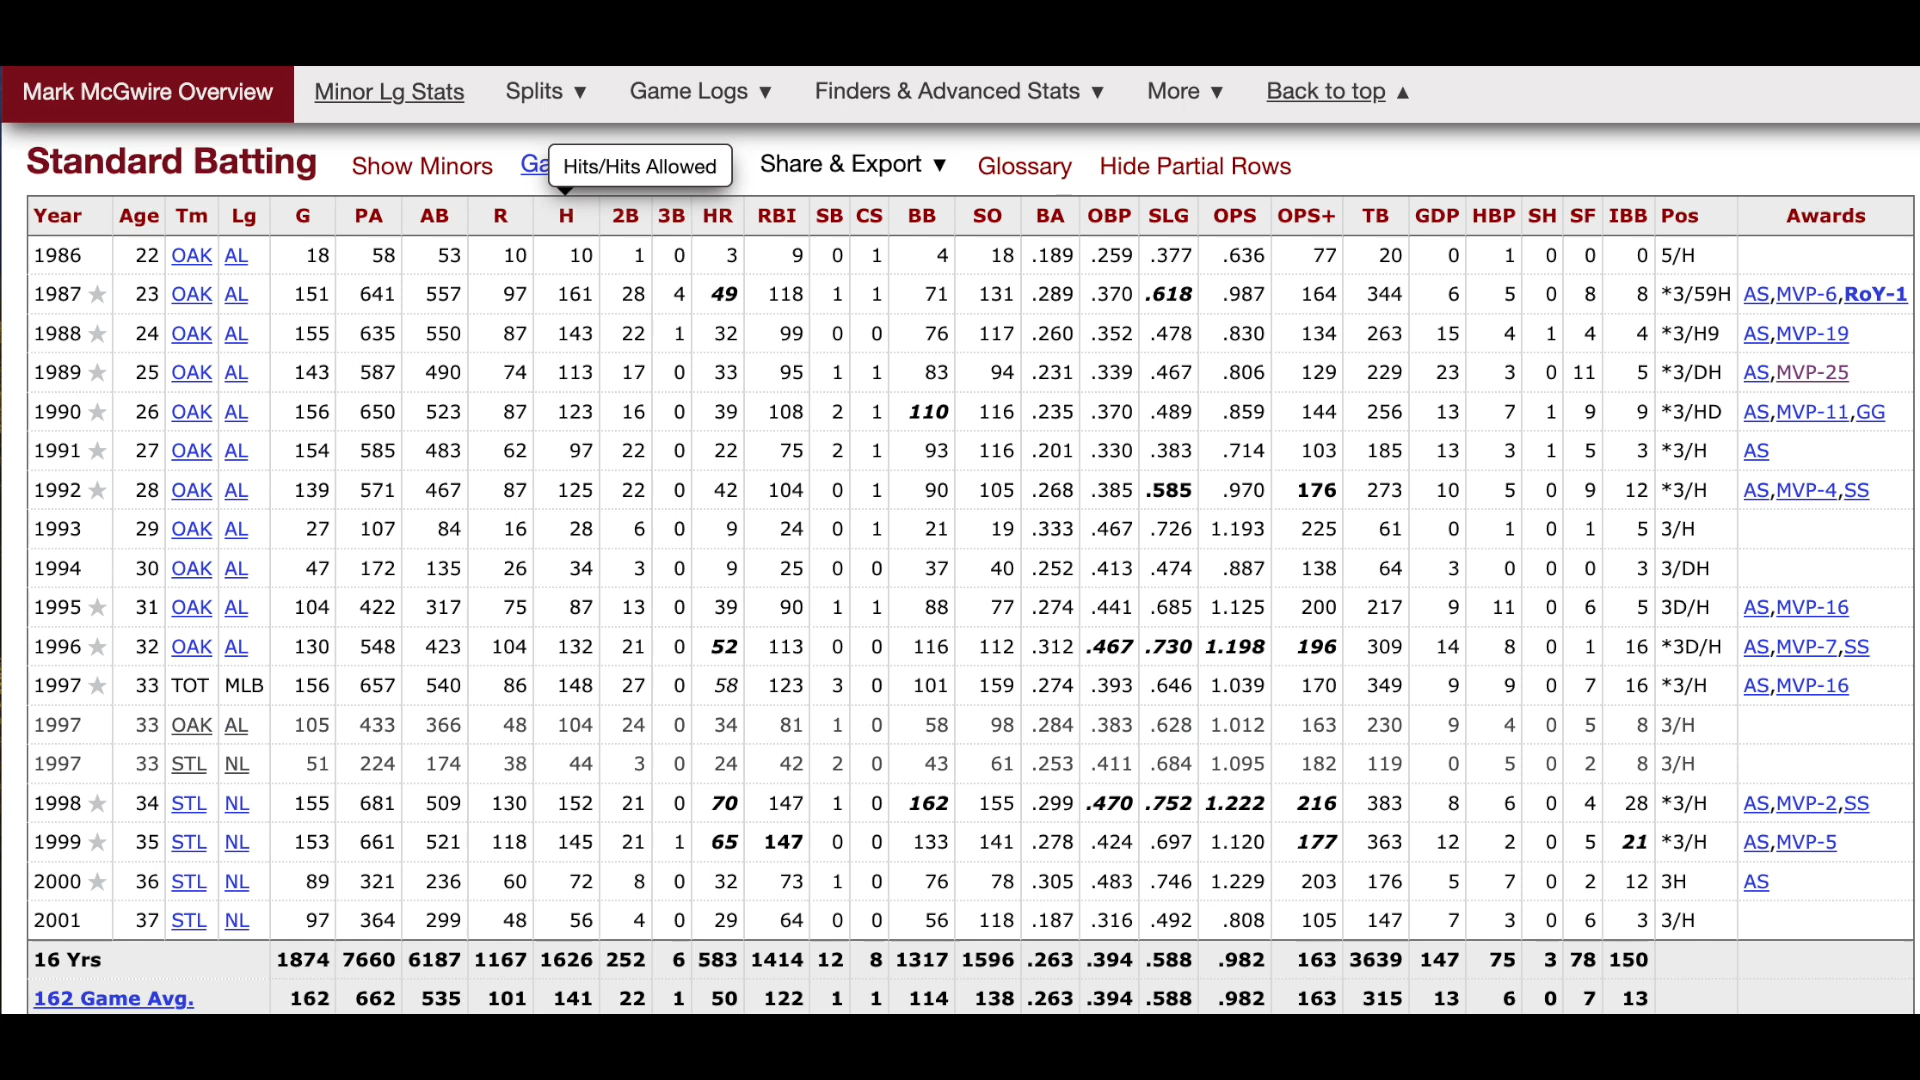 Mark McGwire Overview Minor Lg Stats Splits ▼ Game Logs ▼ Finders & Advanced Stats ▼ More ▼ Back to top ▲
Standard Batting Show Minors Ga Hits/Hits Allowed Share & Export ▼ Glossary Hide Partial Rows
Year Age Tm Lg G PA AB R H 2B 3B HR RBI SB CS BB SO BA OBP SLG OPS OPS+ TB GDP HBP SH SF IBB Pos Awards
1986 22 OAK AL 18 58 53 10 10 1 0 3 9 0 1 4 18 .189 .259 .377 .636 77 20 0 1 0 0 0 5/H
1987 ★ 23 OAK AL 151 641 557 97 161 28 4 49 118 1 1 71 131 .289 .370 .618 .987 164 344 6 5 0 8 8 *3/59H AS,MVP-6,RoY-1
1988 ★ 24 OAK AL 155 635 550 87 143 22 1 32 99 0 0 76 117 .260 .352 .478 .830 134 263 15 4 1 4 4 *3/H9 AS,MVP-19
1989 ★ 25 OAK AL 143 587 490 74 113 17 0 33 95 1 1 83 94 .231 .339 .467 .806 129 229 23 3 0 11 5 *3/DH AS,MVP-25
1990 ★ 26 OAK AL 156 650 523 87 123 16 0 39 108 2 1 110 116 .235 .370 .489 .859 144 256 13 7 1 9 9 *3/HD AS,MVP-11,GG
1991 ★ 27 OAK AL 154 585 483 62 97 22 0 22 75 2 1 93 116 .201 .330 .383 .714 103 185 13 3 1 5 3 *3/H AS
1992 ★ 28 OAK AL 139 571 467 87 125 22 0 42 104 0 1 90 105 .268 .385 .585 .970 176 273 10 5 0 9 12 *3/H AS,MVP-4,SS
1993 29 OAK AL 27 107 84 16 28 6 0 9 24 0 1 21 19 .333 .467 .726 1.193 225 61 0 1 0 1 5 3/H
1994 30 OAK AL 47 172 135 26 34 3 0 9 25 0 0 37 40 .252 .413 .474 .887 138 64 3 0 0 0 3 3/DH
1995 ★ 31 OAK AL 104 422 317 75 87 13 0 39 90 1 1 88 77 .274 .441 .685 1.125 200 217 9 11 0 6 5 3D/H AS,MVP-16
1996 ★ 32 OAK AL 130 548 423 104 132 21 0 52 113 0 0 116 112 .312 .467 .730 1.198 196 309 14 8 0 1 16 *3D/H AS,MVP-7,SS
1997 ★ 33 TOT MLB 156 657 540 86 148 27 0 58 123 3 0 101 159 .274 .393 .646 1.039 170 349 9 9 0 7 16 *3/H AS,MVP-16
1997 33 OAK AL 105 433 366 48 104 24 0 34 81 1 0 58 98 .284 .383 .628 1.012 163 230 9 4 0 5 8 3/H
1997 33 STL NL 51 224 174 38 44 3 0 24 42 2 0 43 61 .253 .411 .684 1.095 182 119 0 5 0 2 8 3/H
1998 ★ 34 STL NL 155 681 509 130 152 21 0 70 147 1 0 162 155 .299 .470 .752 1.222 216 383 8 6 0 4 28 *3/H AS,MVP-2,SS
1999 ★ 35 STL NL 153 661 521 118 145 21 1 65 147 0 0 133 141 .278 .424 .697 1.120 177 363 12 2 0 5 21 *3/H AS,MVP-5
2000 ★ 36 STL NL 89 321 236 60 72 8 0 32 73 1 0 76 78 .305 .483 .746 1.229 203 176 5 7 0 2 12 3H AS
2001 37 STL NL 97 364 299 48 56 4 0 29 64 0 0 56 118 .187 .316 .492 .808 105 147 7 3 0 6 3 3/H
16 Yrs 1874 7660 6187 1167 1626 252 6 583 1414 12 8 1317 1596 .263 .394 .588 .982 163 3639 147 75 3 78 150
162 Game Avg. 162 662 535 101 141 22 1 50 122 1 1 114 138 .263 .394 .588 .982 163 315 13 6 0 7 13